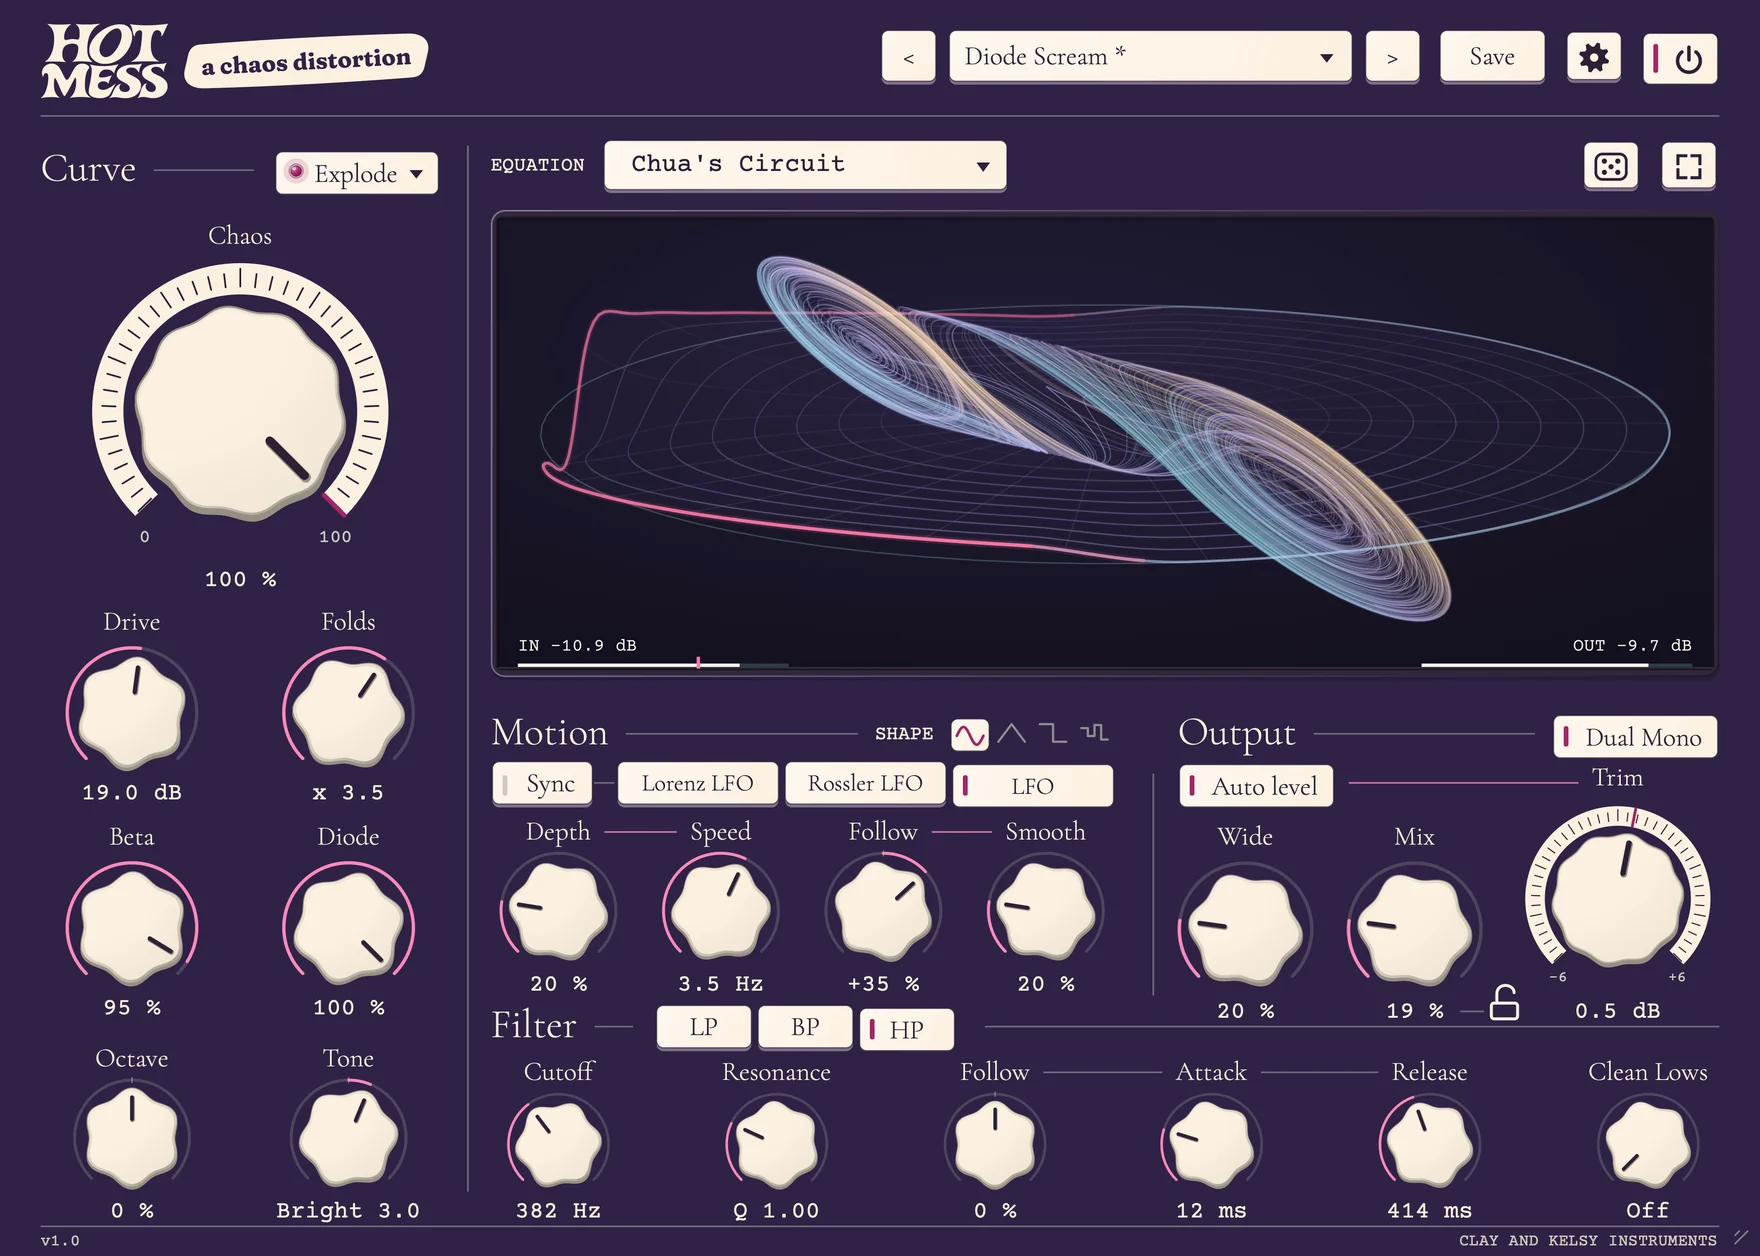 HOT
MESS
a chaos distortion
<
Diode Scream *
>
Save
Curve
Explode
EQUATION
Chua's Circuit
Chaos
0
100
100 %
Drive
Folds
19.0 dB
x 3.5
Beta
Diode
95 %
100 %
Octave
Tone
0 %
Bright 3.0
IN -10.9 dB
OUT -9.7 dB
Motion
SHAPE
Sync
Lorenz LFO
Rossler LFO
LFO
Depth
Speed
Follow
Smooth
20 %
3.5 Hz
+35 %
20 %
Output
Dual Mono
Auto level
Trim
Wide
Mix
-6
+6
20 %
19 %
0.5 dB
Filter
LP
BP
HP
Cutoff
Resonance
Follow
Attack
Release
Clean Lows
382 Hz
Q 1.00
0 %
12 ms
414 ms
Off
v1.0
CLAY AND KELSY INSTRUMENTS